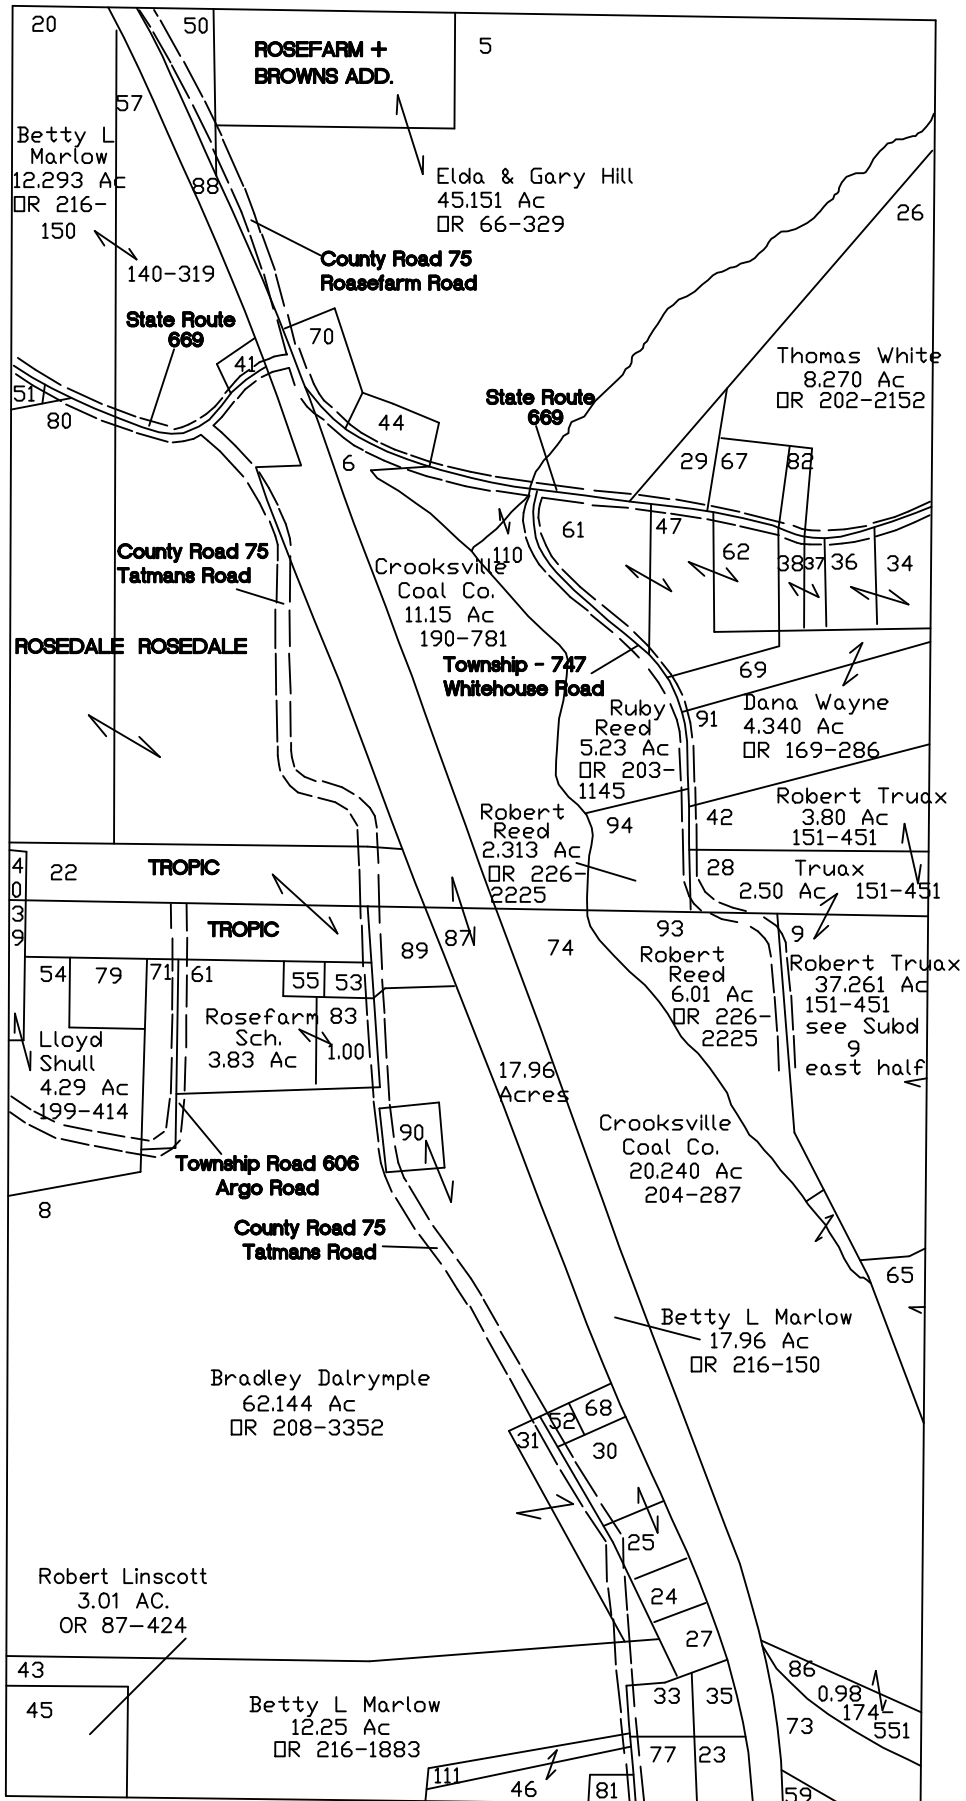 20
50
ROSEFARM +
BROWNS ADD.
5
57
Betty L
Marlow
12.293 Ac
OR 216-
150
88
140-319
Elda & Gary Hill
45.151 Ac
OR 66-329
26
County Road 75
Roasefarm Road
State Route
669
70
41
51
80
44
6
State Route
669
Thomas White
8.270 Ac
OR 202-2152
29
67
82
61
47
62
38
37
36
34
110
County Road 75
Tatmans Road
Crooksville
Coal Co.
11.15 Ac
190-781
ROSEDALE ROSEDALE
Township - 747
Whitehouse Road
69
91
Dana Wayne
4.340 Ac
OR 169-286
Ruby
Reed
5.23 Ac
OR 203-
1145
Robert
Reed
2.313 Ac
OR 226-
2225
94
42
Robert Truax
3.80 Ac
151-451
28
Truax
2.50 Ac 151-451
40
39
22
TROPIC
TROPIC
89
87
74
93
9
54
79
71
61
55
53
Robert
Reed
6.01 Ac
OR 226-
2225
Robert Truax
37.261 Ac
151-451
see Subd
9
east half
Lloyd
Shull
4.29 Ac
199-414
Rosefarm
Sch.
3.83 Ac
83
1.00
17.96
Acres
90
Crooksville
Coal Co.
20.240 Ac
204-287
Township Road 606
Argo Road
8
County Road 75
Tatmans Road
65
Betty L Marlow
17.96 Ac
OR 216-150
Bradley Dalrymple
62.144 Ac
OR 208-3352
31
52
68
30
25
24
27
Robert Linscott
3.01 AC.
OR 87-424
43
45
Betty L Marlow
12.25 Ac
OR 216-1883
33
35
86
0.98
174-
551
73
77
23
111
46
81
59